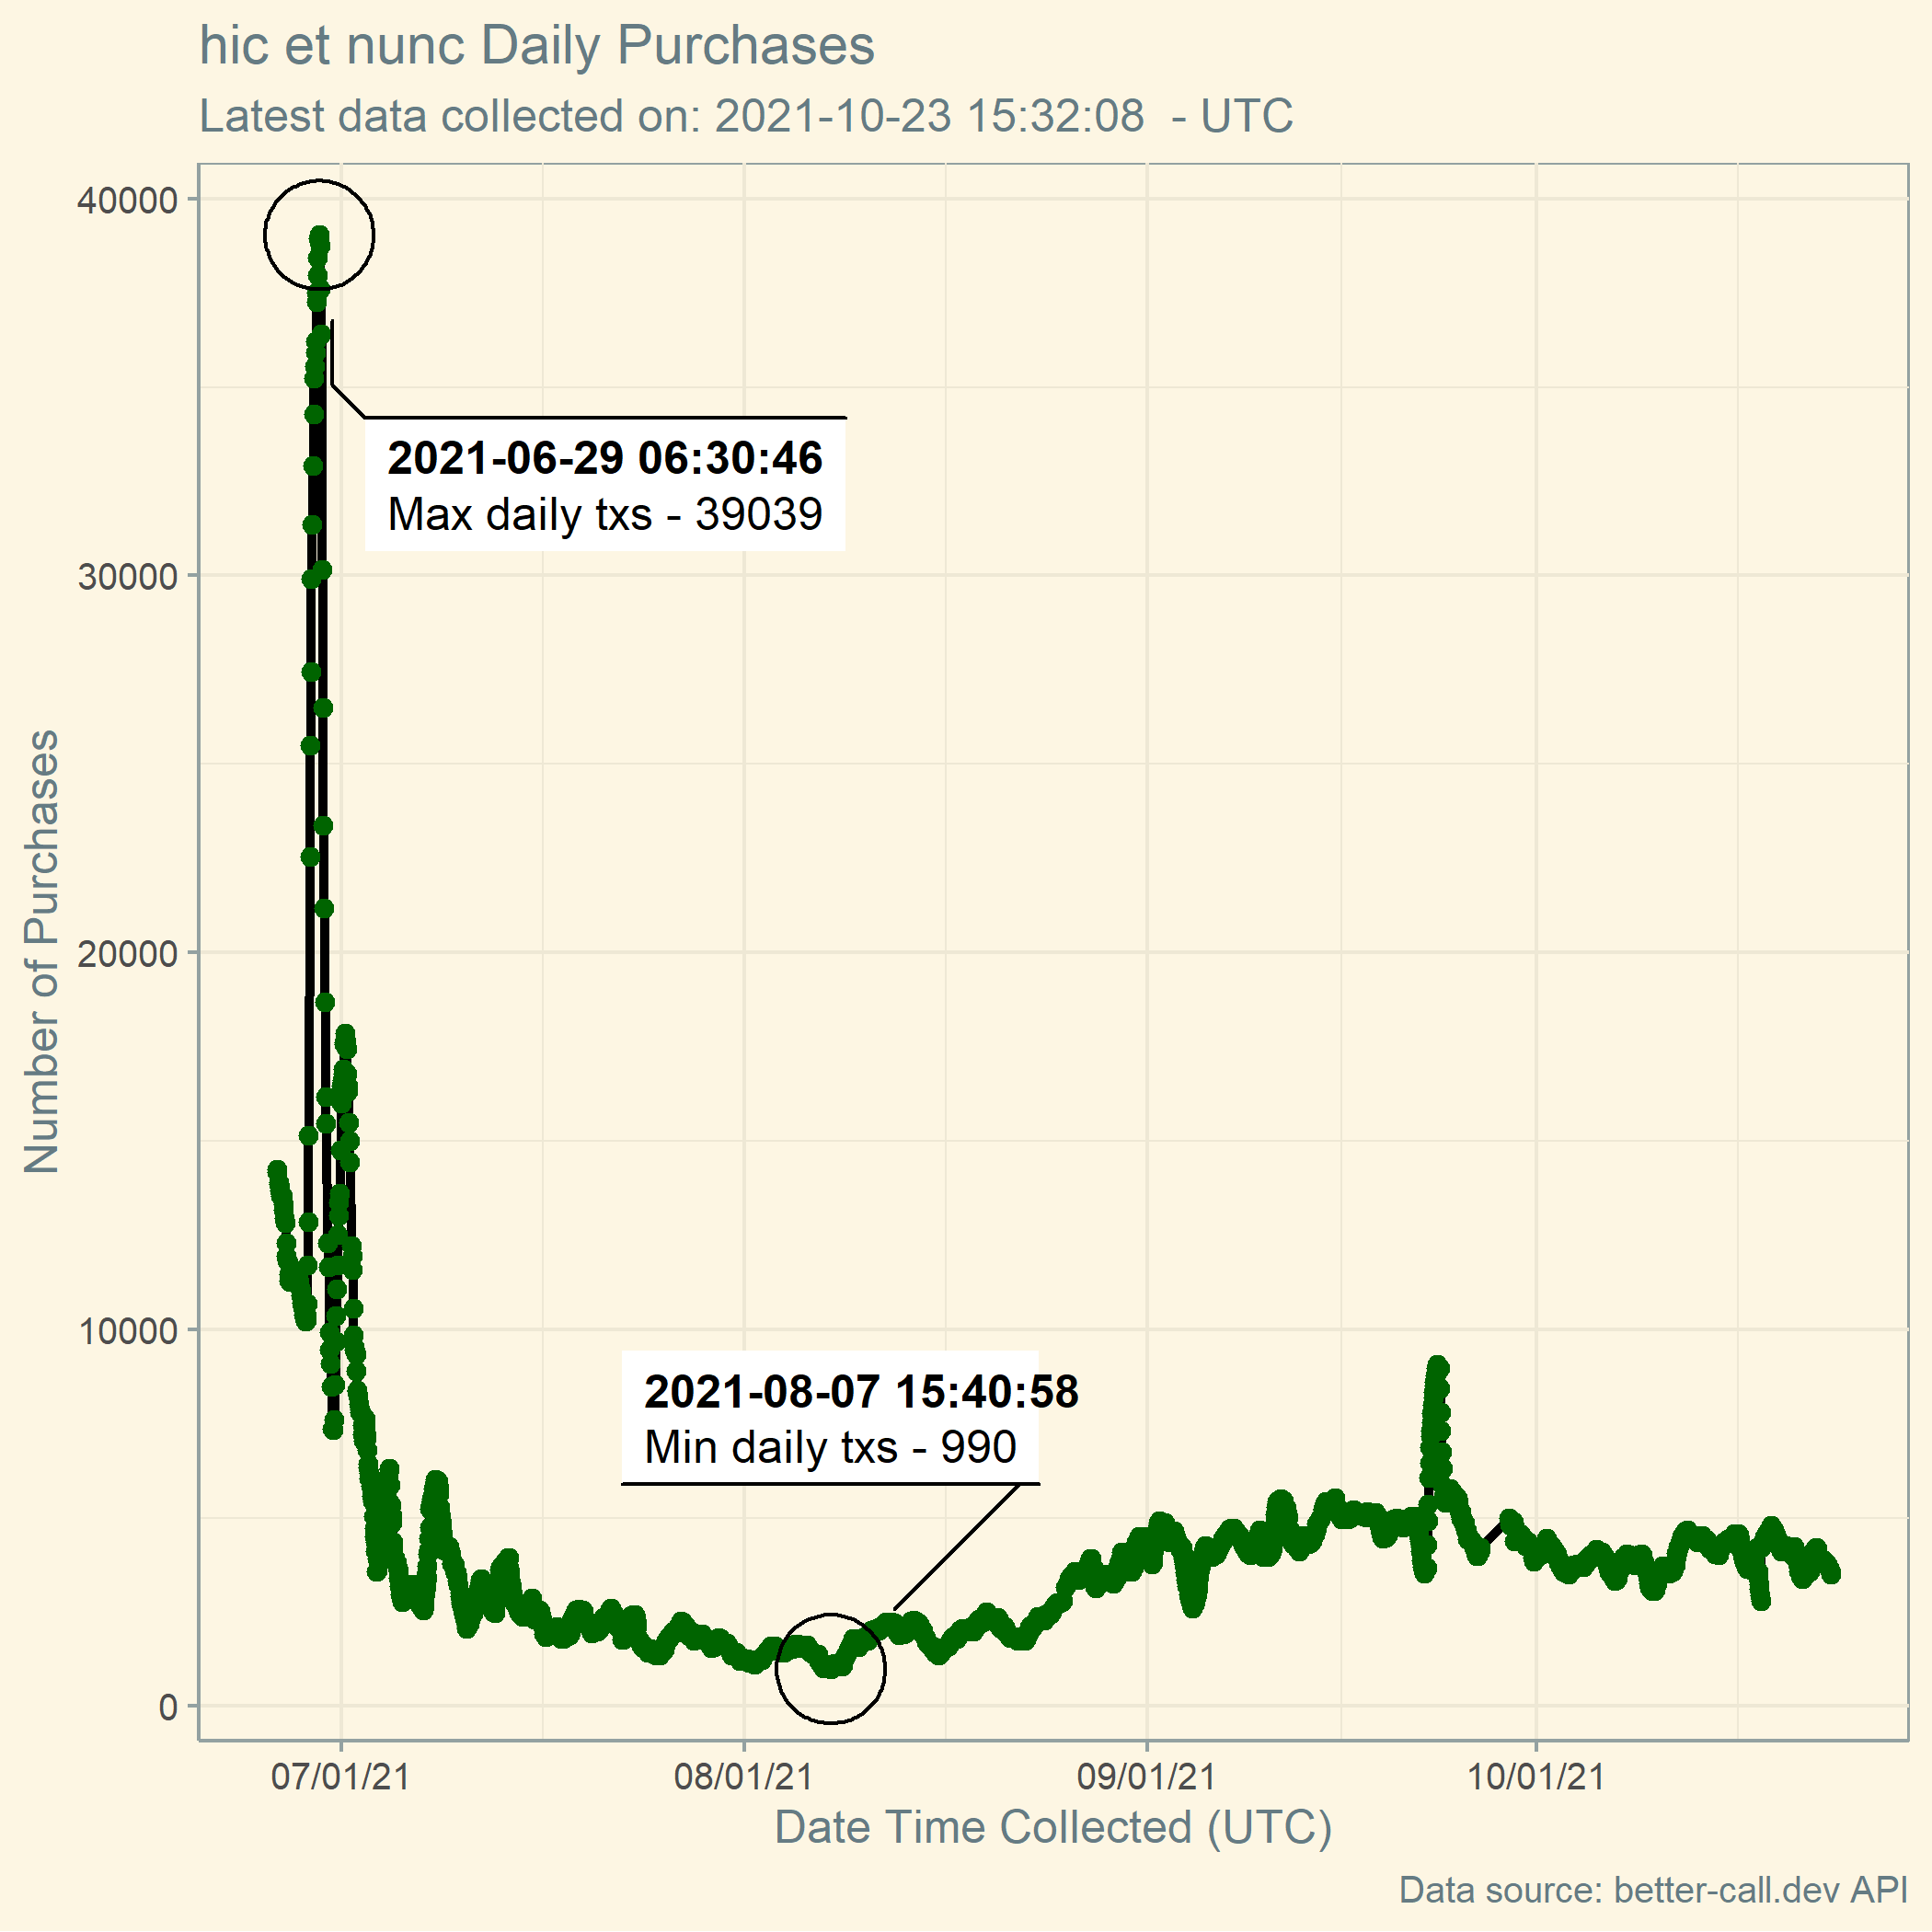 hic et nunc Daily Purchases
Latest data collected on: 2021-10-23 15:32:08  - UTC
40000
2021-06-29 06:30:46
Max daily txs - 39039
30000
20000
Number of Purchases
10000
2021-08-07 15:40:58
Min daily txs - 990
0
07/01/21 08/01/21 09/01/21 10/01/21
Date Time Collected (UTC)
Data source: better-call.dev API